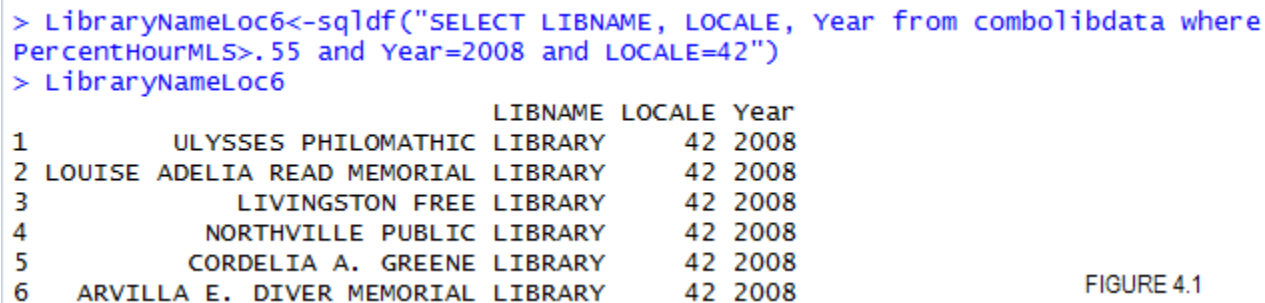 > LibraryNameLoc6<-sqldf("SELECT LIBNAME, LOCALE, Year from combolibdata where
PercentHourMLS>.55 and Year=2008 and LOCALE=42")
> LibraryNameLoc6
LIBNAME LOCALE Year
1 ULYSSES PHILOMATHIC LIBRARY 42 2008
2 LOUISE ADELIA READ MEMORIAL LIBRARY 42 2008
3 LIVINGSTON FREE LIBRARY 42 2008
4 NORTHVILLE PUBLIC LIBRARY 42 2008
5 CORDELIA A. GREENE LIBRARY 42 2008
6 ARVILLA E. DIVER MEMORIAL LIBRARY 42 2008
FIGURE 4.1